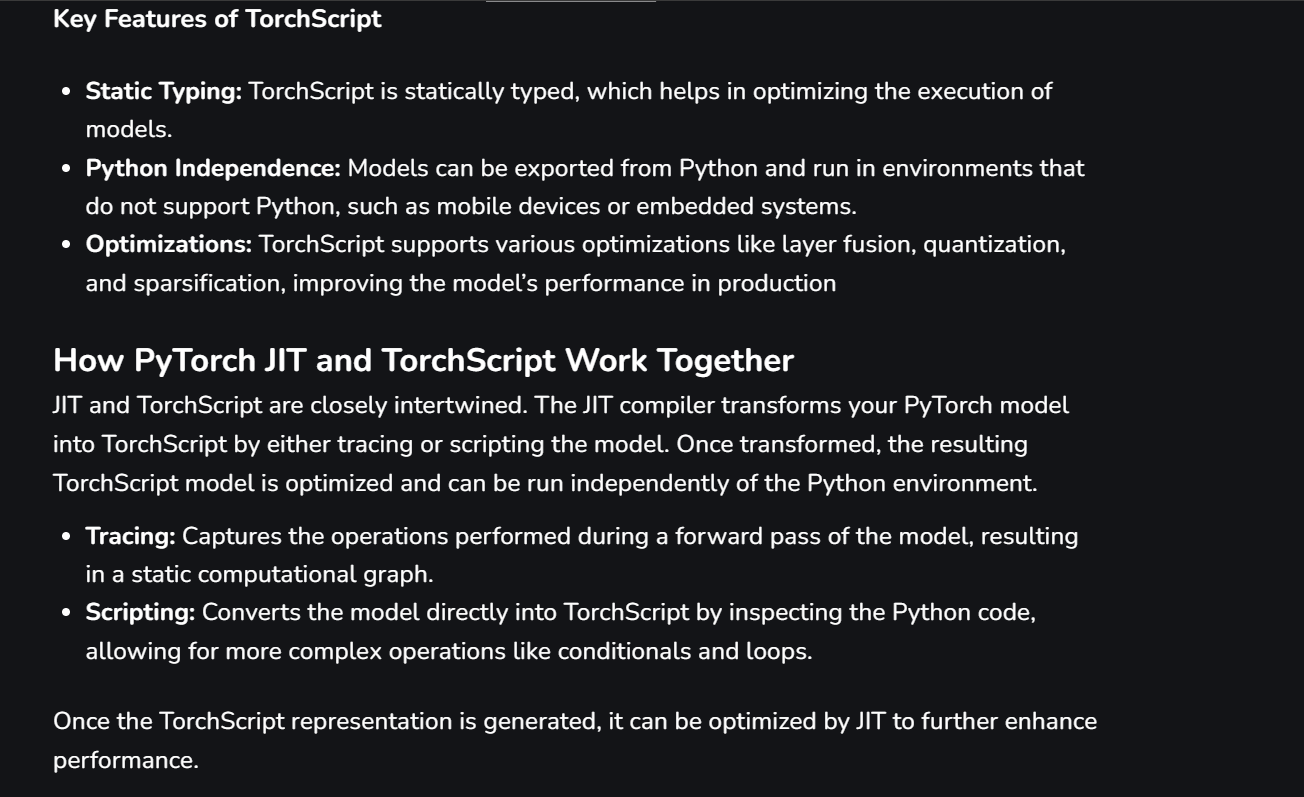 Key Features of TorchScript
• Static Typing: TorchScript is statically typed, which helps in optimizing the execution of
models.
• Python Independence: Models can be exported from Python and run in environments that
do not support Python, such as mobile devices or embedded systems.
• Optimizations: TorchScript supports various optimizations like layer fusion, quantization,
and sparsification, improving the model’s performance in production
How PyTorch JIT and TorchScript Work Together
JIT and TorchScript are closely intertwined. The JIT compiler transforms your PyTorch model
into TorchScript by either tracing or scripting the model. Once transformed, the resulting
TorchScript model is optimized and can be run independently of the Python environment.
• Tracing: Captures the operations performed during a forward pass of the model, resulting
in a static computational graph.
• Scripting: Converts the model directly into TorchScript by inspecting the Python code,
allowing for more complex operations like conditionals and loops.
Once the TorchScript representation is generated, it can be optimized by JIT to further enhance
performance.